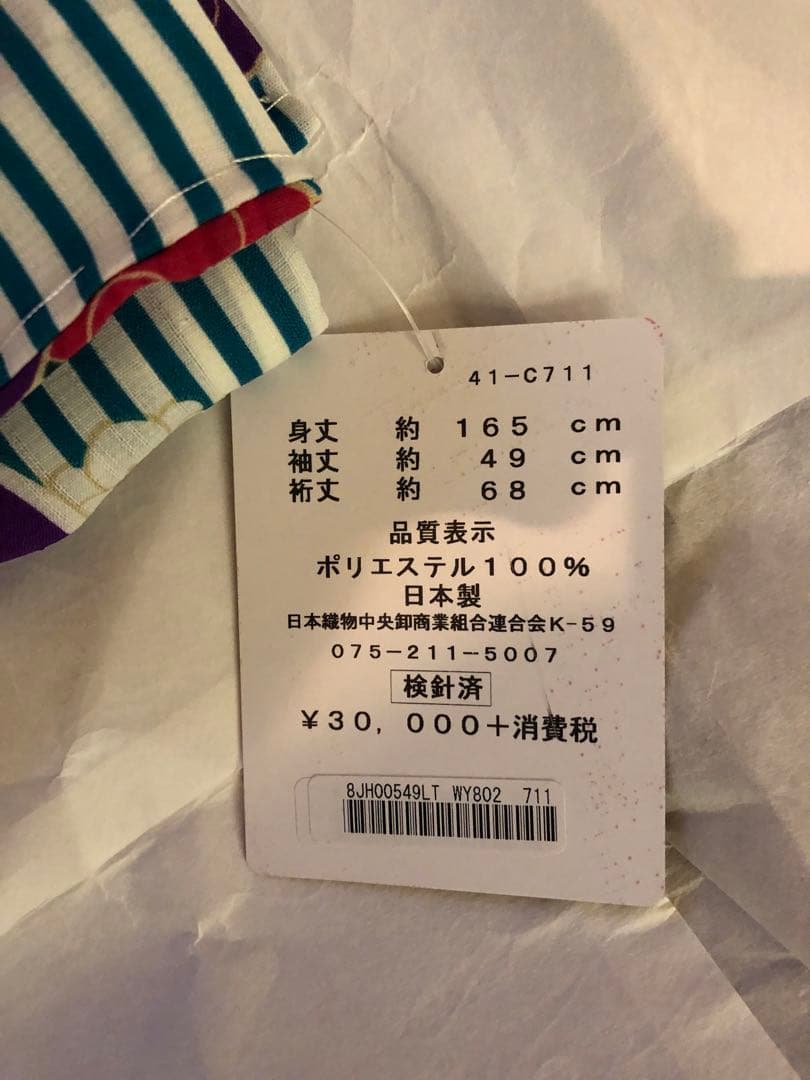 41-C711
身丈 約 165 cm
袖丈 約 49 cm
裄丈 約 68 cm
品質表示
ポリエステル100%
日本製
日本織物中央卸商業組合連合会K-59
075-211-5007
検針済
¥30,000+消費税
8JH00549LT WY802 711